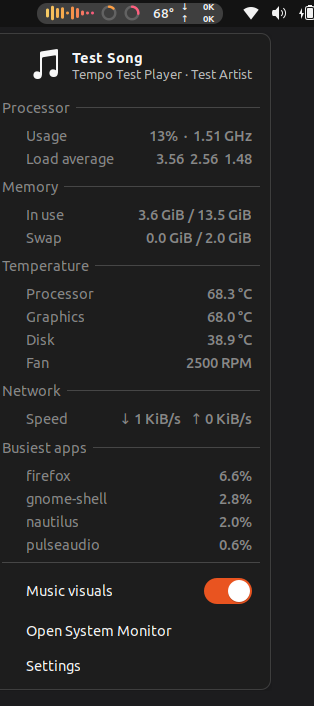 68° ↓ 0K
↑ 0K
Test Song
Tempo Test Player · Test Artist
Processor
Usage 13% · 1.51 GHz
Load average 3.56 2.56 1.48
Memory
In use 3.6 GiB / 13.5 GiB
Swap 0.0 GiB / 2.0 GiB
Temperature
Processor 68.3 °C
Graphics 68.0 °C
Disk 38.9 °C
Fan 2500 RPM
Network
Speed ↓ 1 KiB/s ↑ 0 KiB/s
Busiest apps
firefox 6.6%
gnome-shell 2.8%
nautilus 2.0%
pulseaudio 0.6%
Music visuals
Open System Monitor
Settings